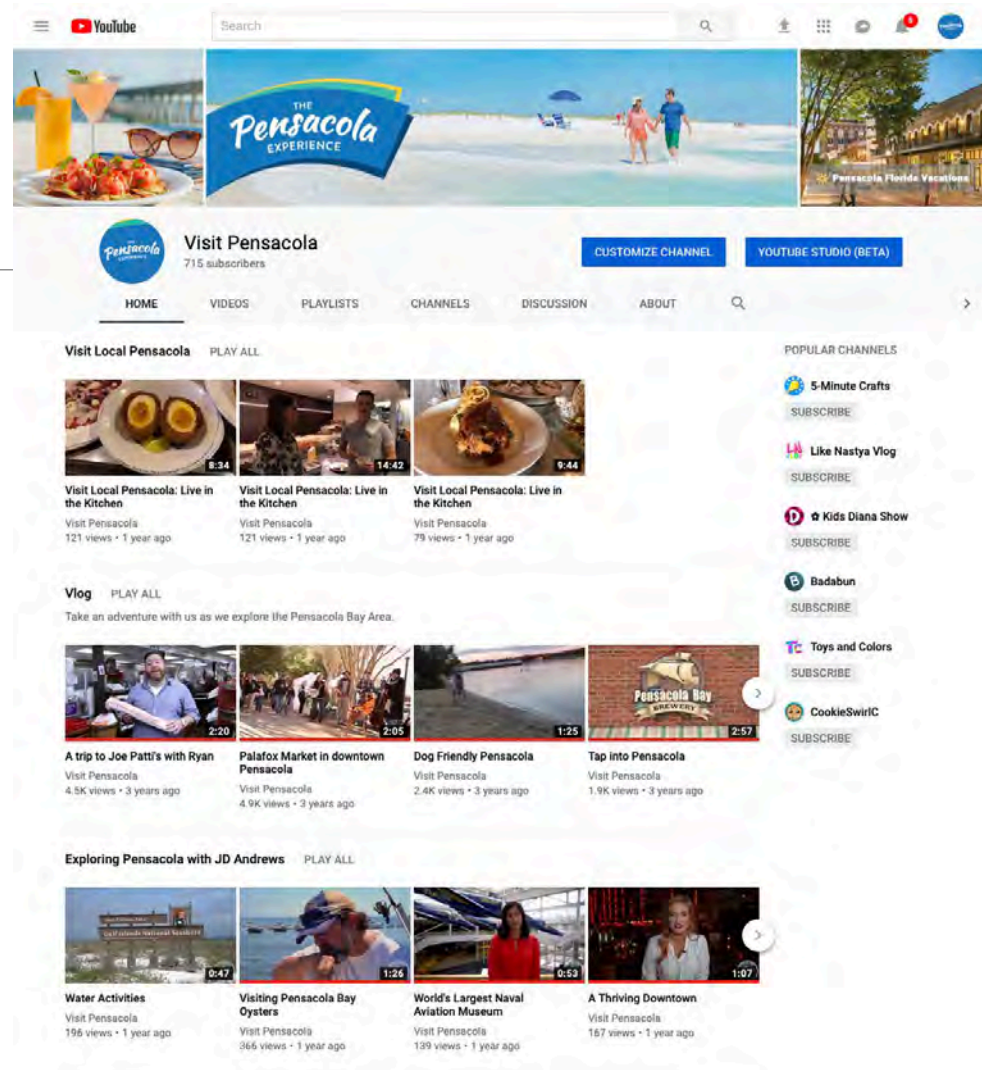 YouTube
Search
6
THE
Pensacola
EXPERIENCE
Pensacola Florida Vacations
THE
Pensacola
EXPERIENCE
Visit Pensacola
715 subscribers
CUSTOMIZE CHANNEL
YOUTUBE STUDIO (BETA)
HOME VIDEOS PLAYLISTS CHANNELS DISCUSSION ABOUT
Visit Local Pensacola PLAY ALL
8:34
14:42
9:44
Visit Local Pensacola: Live in
the Kitchen
Visit Pensacola
121 views • 1 year ago
Visit Local Pensacola: Live in
the Kitchen
Visit Pensacola
121 views • 1 year ago
Visit Local Pensacola: Live in
the Kitchen
Visit Pensacola
79 views • 1 year ago
Vlog PLAY ALL
Take an adventure with us as we explore the Pensacola Bay Area.
2:20
2:05
1:25
Pensacola Bay
BREWERY
2:57
A trip to Joe Patti's with Ryan
Visit Pensacola
4.5K views • 3 years ago
Palafox Market in downtown
Pensacola
Visit Pensacola
4.9K views • 3 years ago
Dog Friendly Pensacola
Visit Pensacola
2.4K views • 3 years ago
Tap into Pensacola
Visit Pensacola
1.9K views • 3 years ago
Exploring Pensacola with JD Andrews PLAY ALL
Gulf Islands National Seashore
0:47
1:26
0:53
1:07
Water Activities
Visit Pensacola
196 views • 1 year ago
Visiting Pensacola Bay
Oysters
Visit Pensacola
366 views • 1 year ago
World's Largest Naval
Aviation Museum
Visit Pensacola
139 views • 1 year ago
A Thriving Downtown
Visit Pensacola
167 views • 1 year ago
POPULAR CHANNELS
5-Minute Crafts
SUBSCRIBE
Like Nastya Vlog
SUBSCRIBE
✿ Kids Diana Show
SUBSCRIBE
Badabun
SUBSCRIBE
Toys and Colors
SUBSCRIBE
CookieSwirlC
SUBSCRIBE